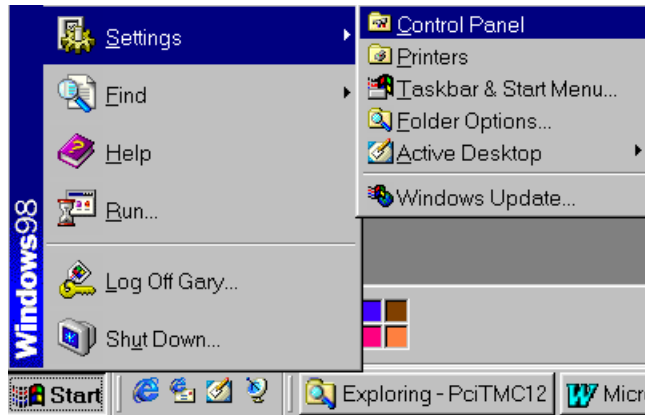 Settings
Find
Help
Run...
Log Off Gary...
Shut Down...
Windows98
Control Panel
Printers
Taskbar & Start Menu...
Folder Options...
Active Desktop
Windows Update...
Start
Exploring - PciTMC12
Micr